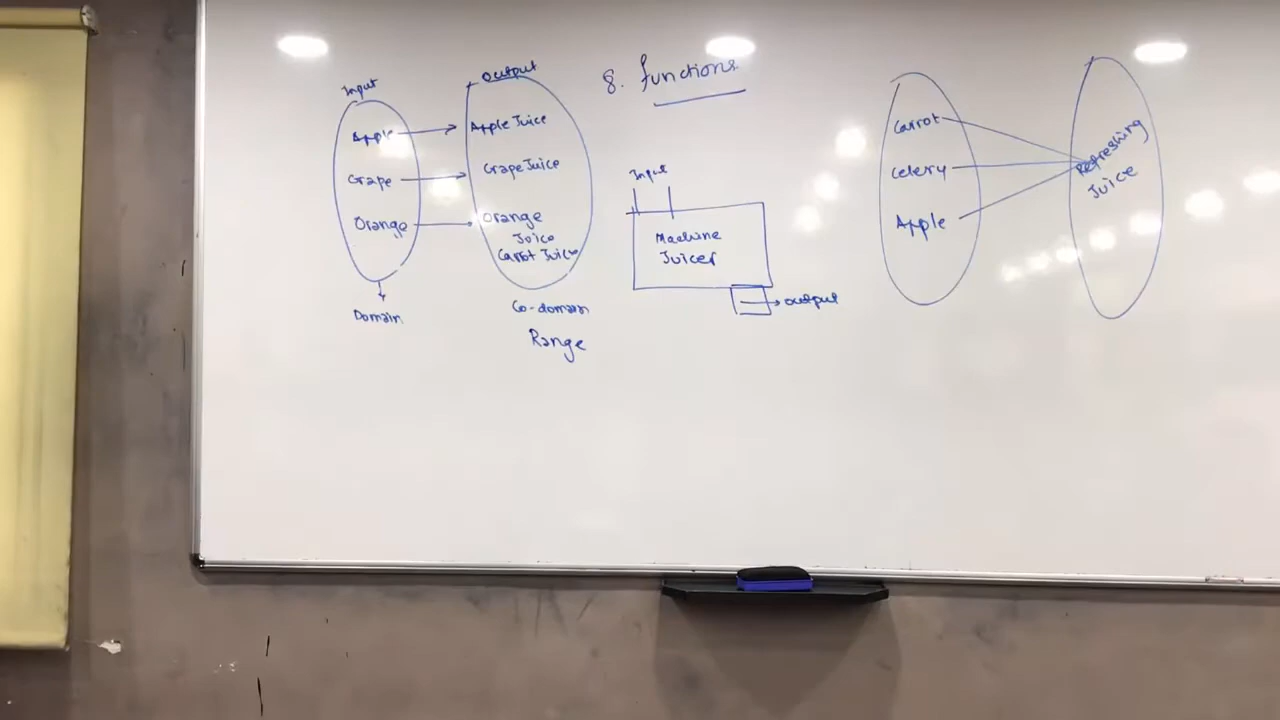 8. functions
Input
Apple
Grape
Orange
Domain
Output
Apple Juice
Grape Juice
Orange
Juice
Carrot Juice
Co-domain
Range
Input
Machine
Juicer
output
Carrot
Celery
Apple
Refreshing
Juice